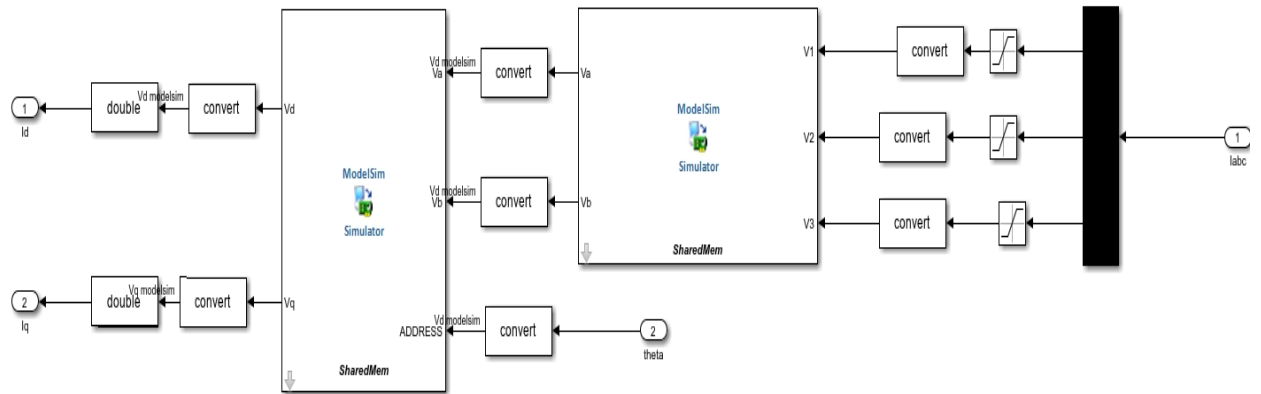 1
Id
double
Vd modelsim
convert
Vd
2
Iq
double
Vq modelsim
convert
Vq
ModelSim
Simulator
SharedMem
Vd modelsim
Va
convert
Va
Vd modelsim
Vb
convert
Vb
Vd modelsim
ADDRESS
convert
2
theta
ModelSim
Simulator
SharedMem
V1
convert
V2
convert
V3
convert
1
Iabc